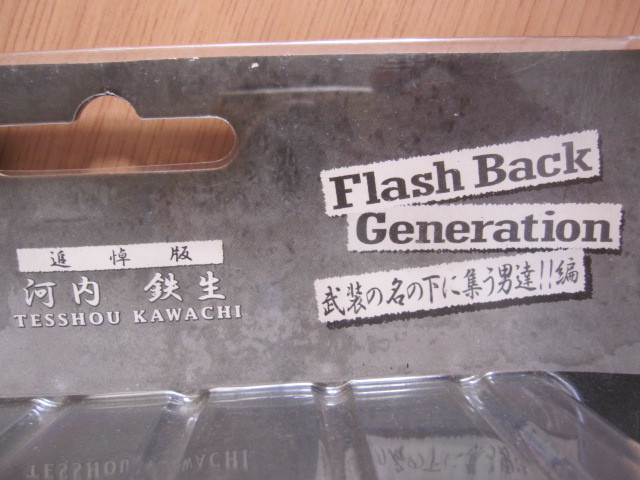 Flash Back
Generation
武装の名の下に集う男達!!編
追悼版
河内 鉄生
TESSHOU KAWACHI